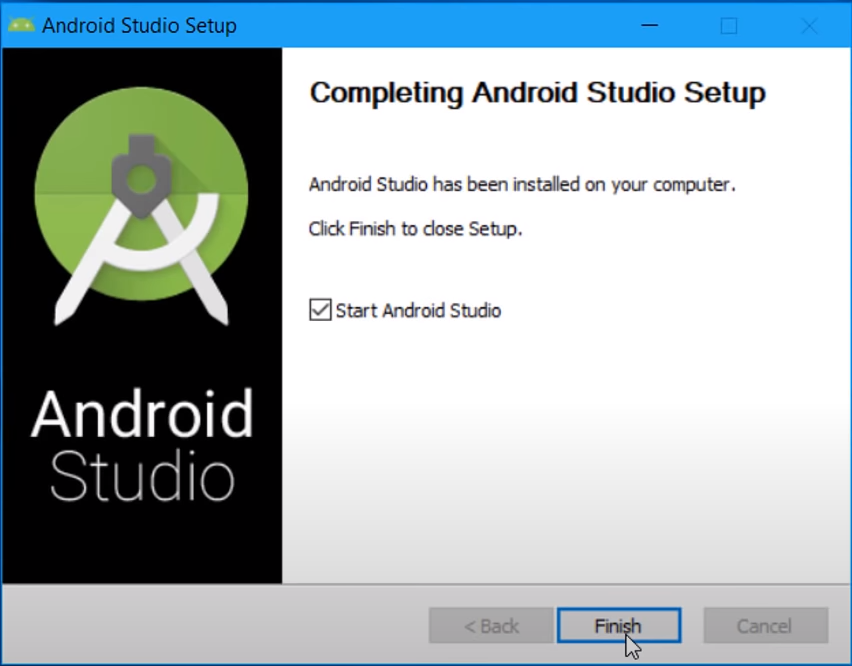 Android Studio Setup
Completing Android Studio Setup
Android Studio has been installed on your computer.
Click Finish to close Setup.
Start Android Studio
Android
Studio
< Back
Finish
Cancel